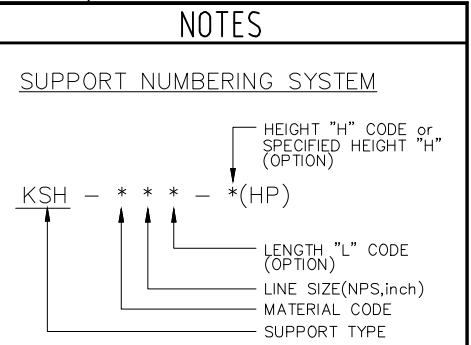 NOTES
SUPPORT NUMBERING SYSTEM
HEIGHT "H" CODE or
SPECIFIED HEIGHT "H"
(OPTION)
KSH - * * * - *(HP)
LENGTH "L" CODE
(OPTION)
LINE SIZE(NPS,inch)
MATERIAL CODE
SUPPORT TYPE